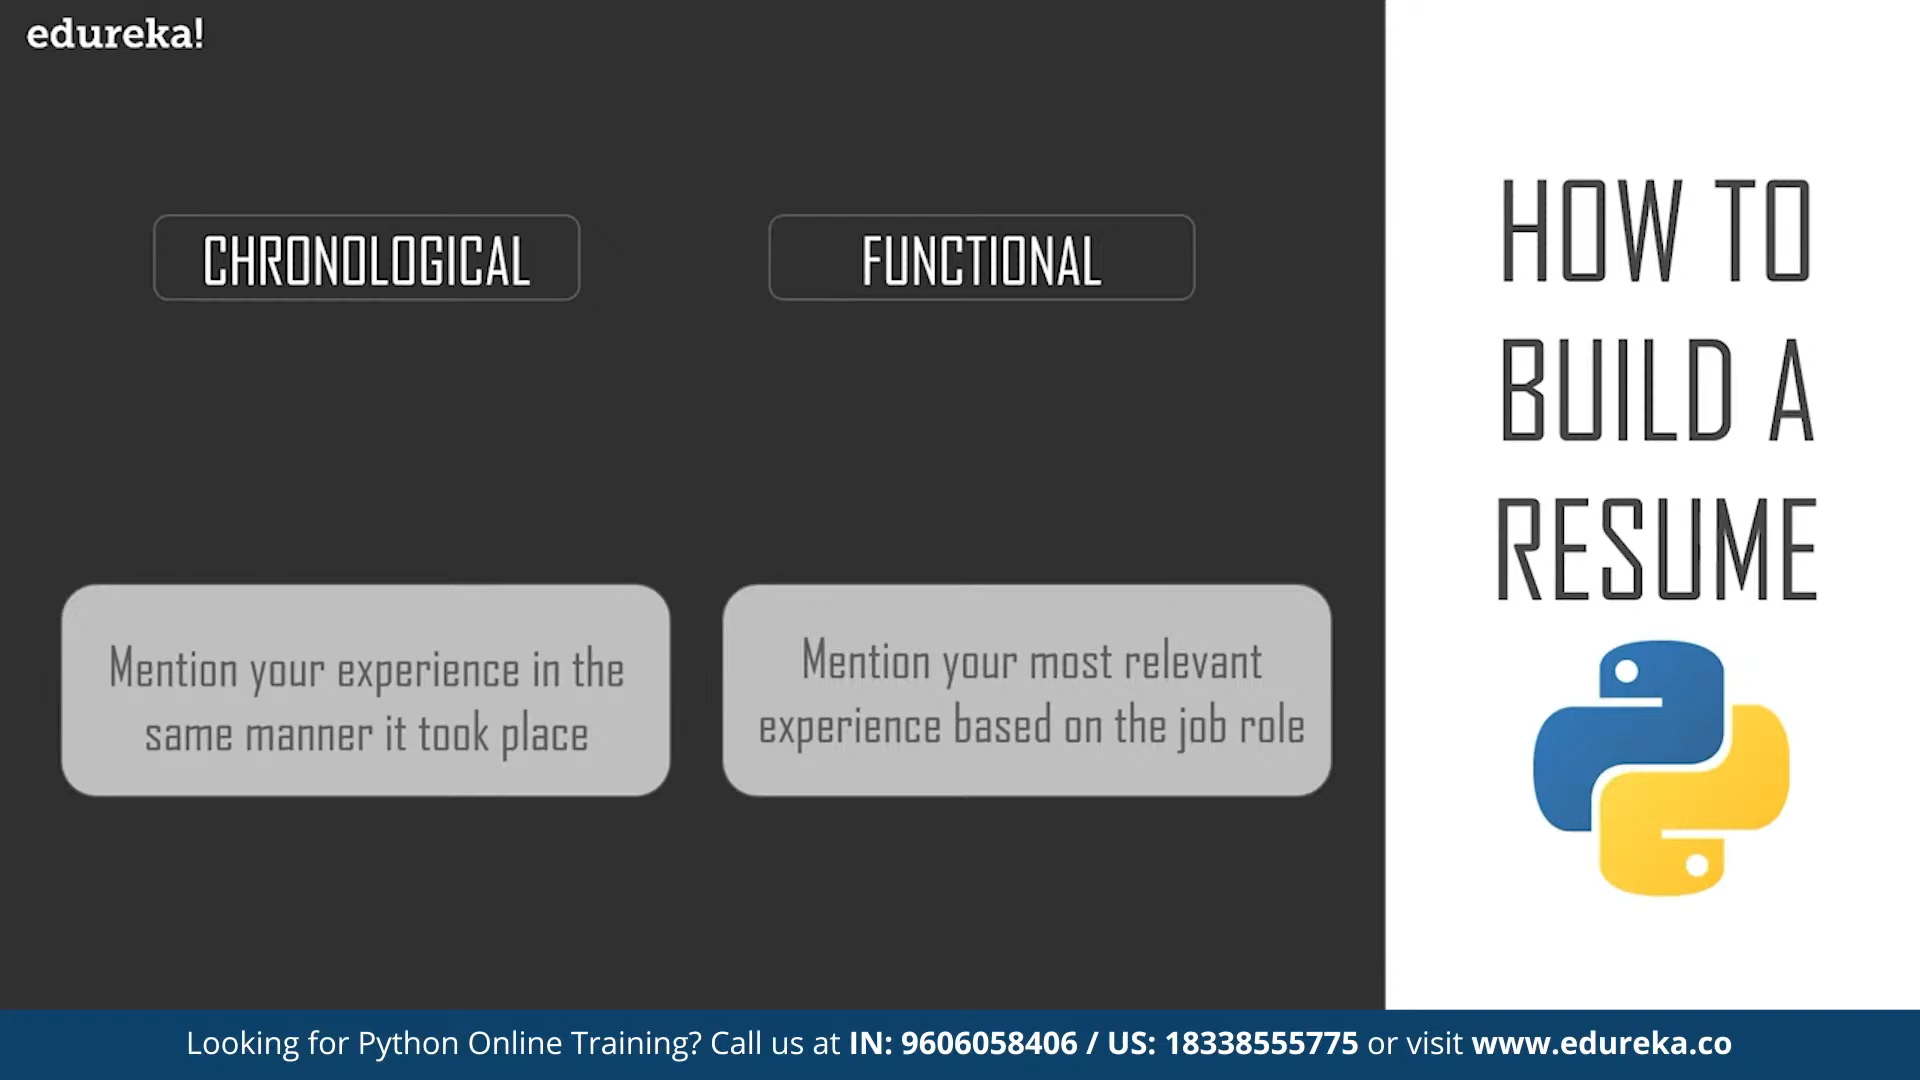 edureka!
CHRONOLOGICAL
FUNCTIONAL
Mention your experience in the
same manner it took place
Mention your most relevant
experience based on the job role
HOW TO
BUILD A
RESUME
Looking for Python Online Training? Call us at IN: 9606058406 / US: 18338555775 or visit www.edureka.co